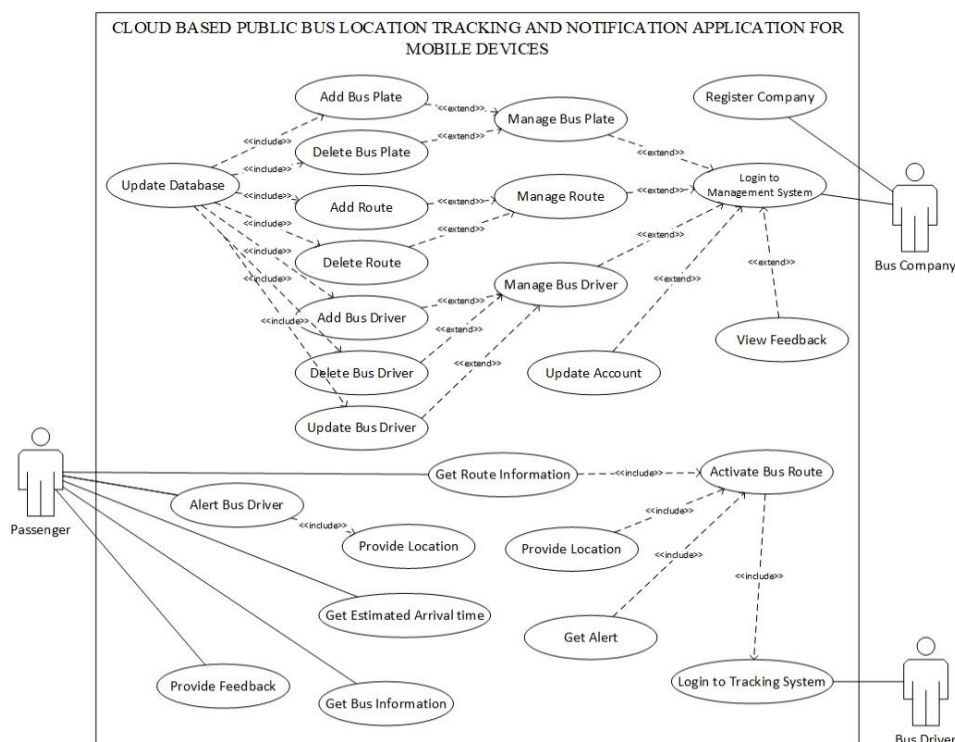 CLOUD BASED PUBLIC BUS LOCATION TRACKING AND NOTIFICATION APPLICATION FOR
MOBILE DEVICES
Add Bus Plate
<<extend>>
Manage Bus Plate
Register Company
<<include>>
Delete Bus Plate
<<extend>>
<<extend>>
Update Database
<<include>>
Login to
Management System
<<include>>
Add Route
<<extend>>
Manage Route
<<extend>>
<<include>>
<<extend>>
<<extend>>
Bus Company
<<include>>
Delete Route
<<include>>
Manage Bus Driver
<<extend>>
<<extend>>
Add Bus Driver
<<extend>>
<<include>>
<<extend>>
View Feedback
Delete Bus Driver
<<extend>>
Update Account
Update Bus Driver
Get Route Information
<<include>>
Activate Bus Route
Passenger
Alert Bus Driver
<<include>>
Provide Location
Provide Location
<<include>>
<<include>>
<<include>>
Get Estimated Arrival time
Get Alert
Provide Feedback
Get Bus Information
Login to Tracking System
Bus Driver